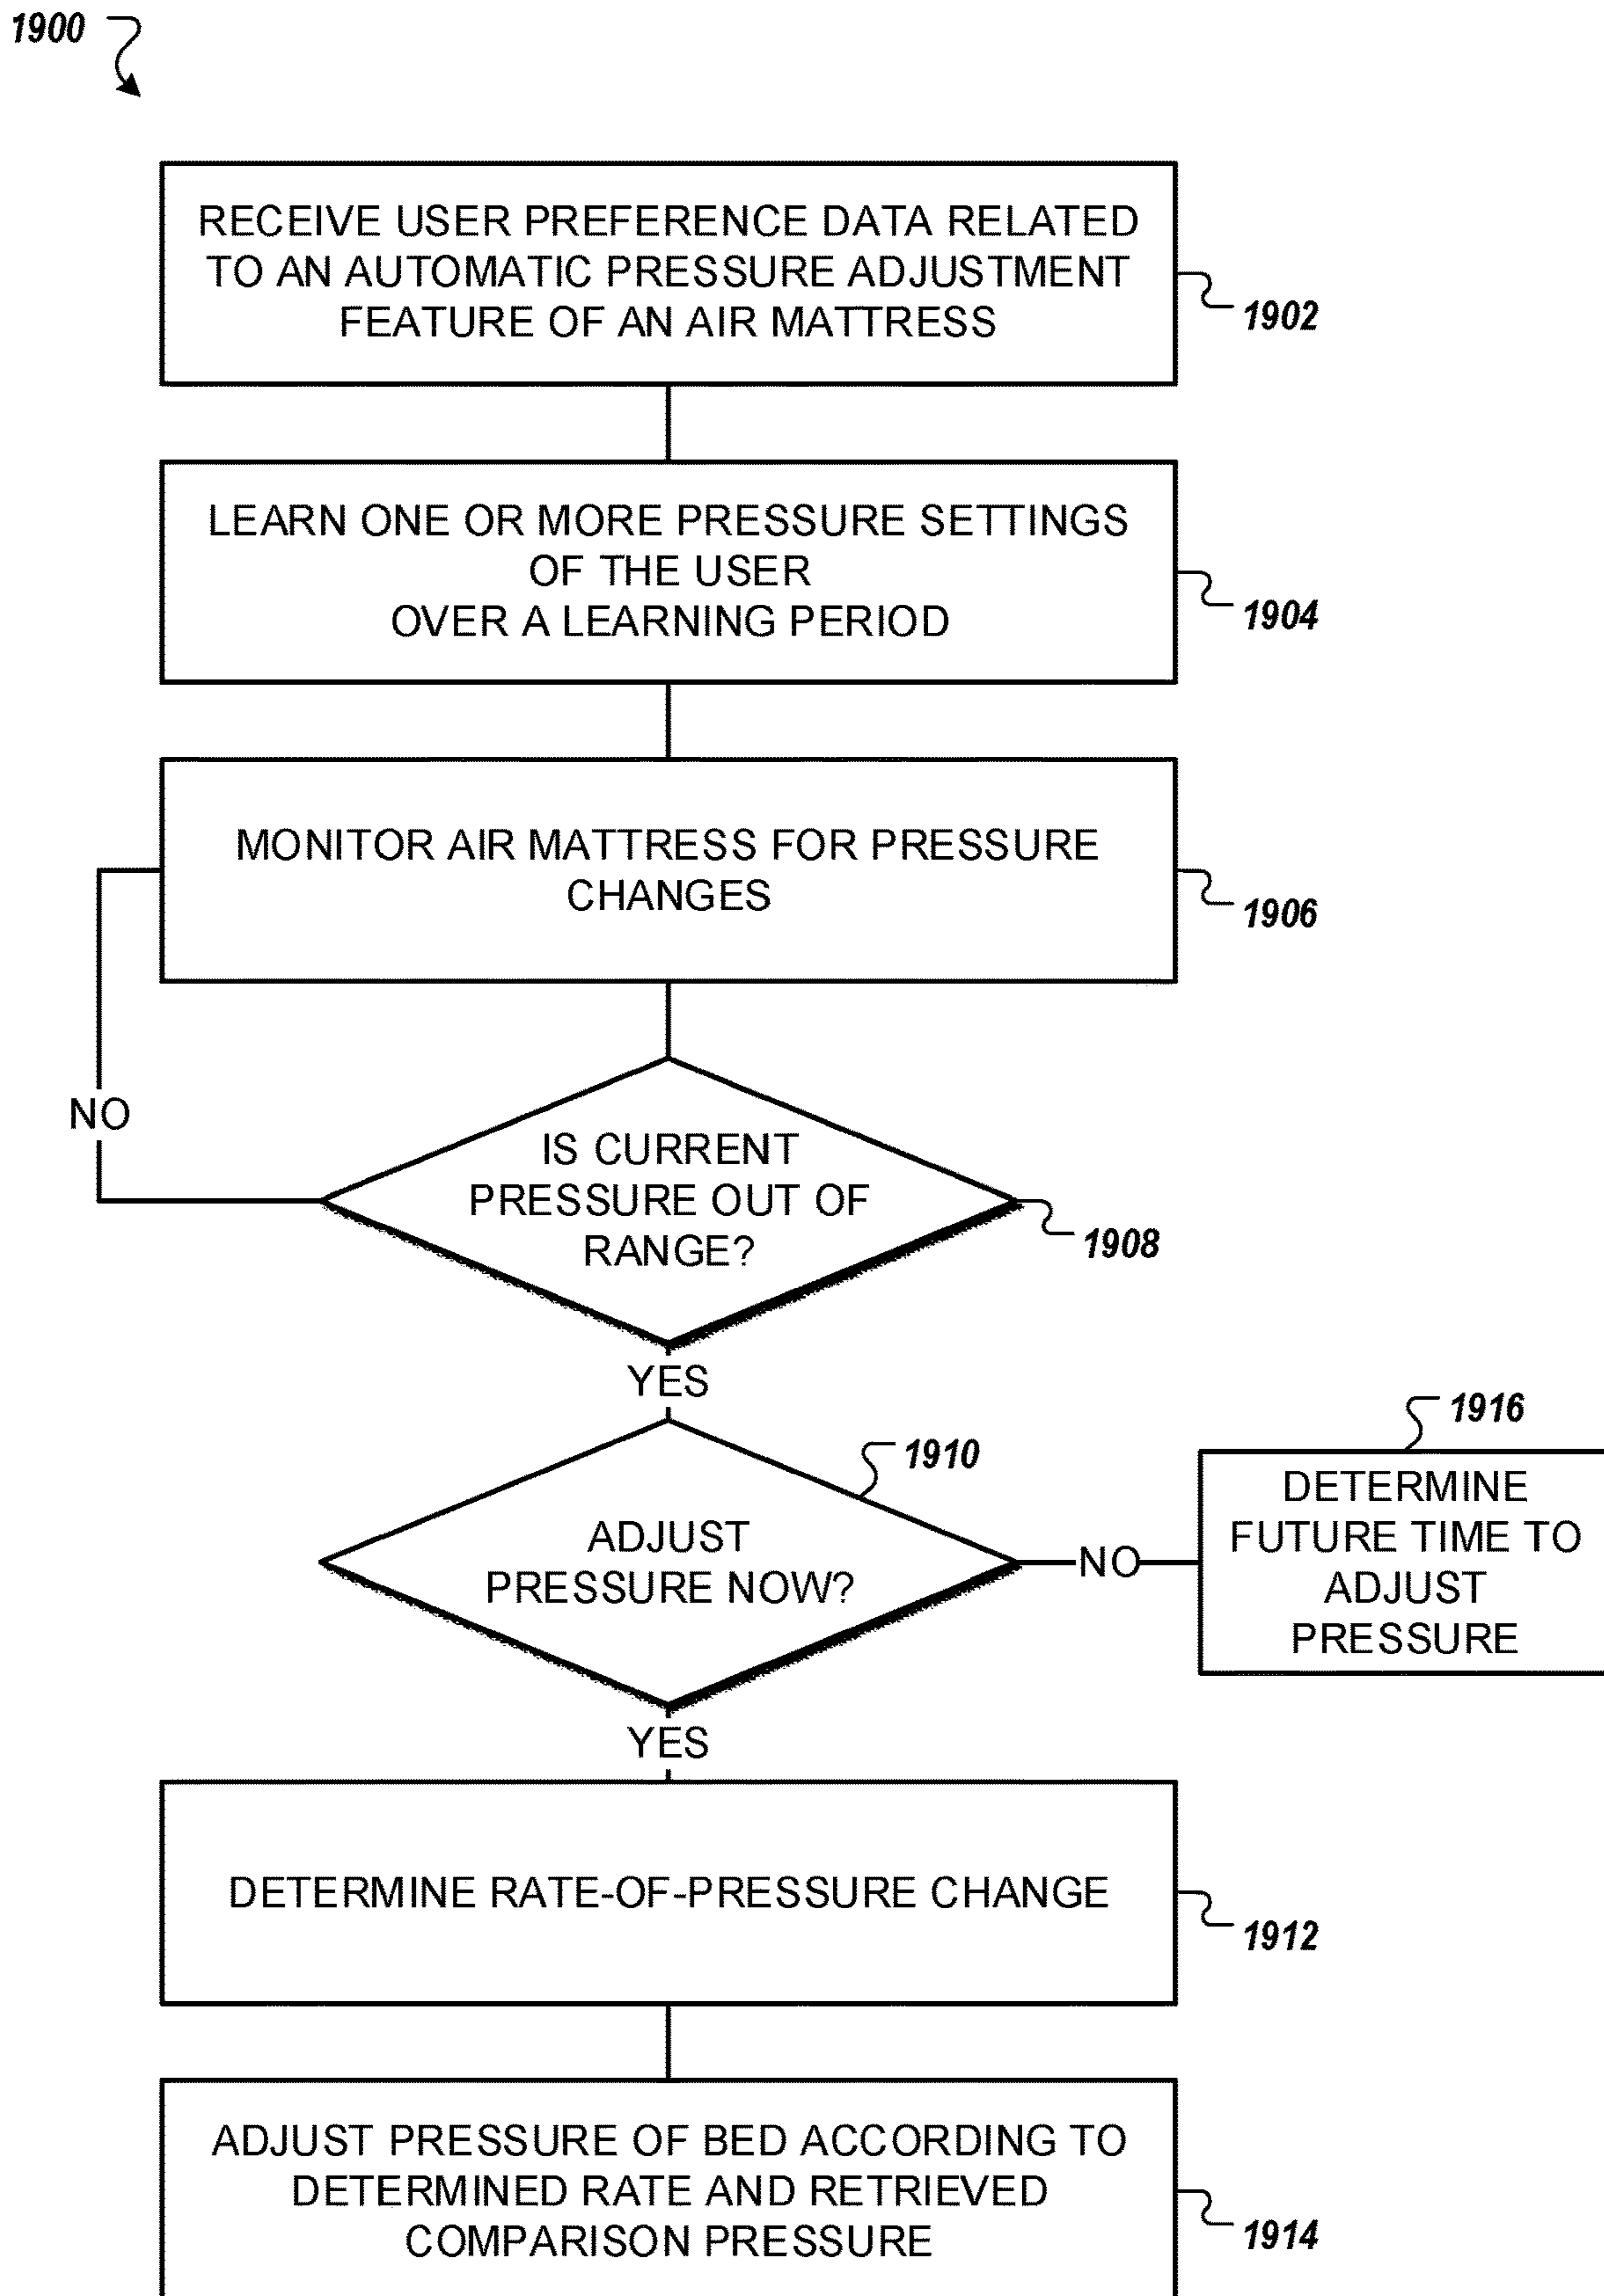 1900
RECEIVE USER PREFERENCE DATA RELATED
TO AN AUTOMATIC PRESSURE ADJUSTMENT
FEATURE OF AN AIR MATTRESS
1902
LEARN ONE OR MORE PRESSURE SETTINGS
OF THE USER
OVER A LEARNING PERIOD
1904
MONITOR AIR MATTRESS FOR PRESSURE
CHANGES
1906
NO
IS CURRENT
PRESSURE OUT OF
RANGE?
1908
YES
1910
ADJUST
PRESSURE NOW?
NO
1916
DETERMINE
FUTURE TIME TO
ADJUST
PRESSURE
YES
DETERMINE RATE-OF-PRESSURE CHANGE
1912
ADJUST PRESSURE OF BED ACCORDING TO
DETERMINED RATE AND RETRIEVED
COMPARISON PRESSURE
1914